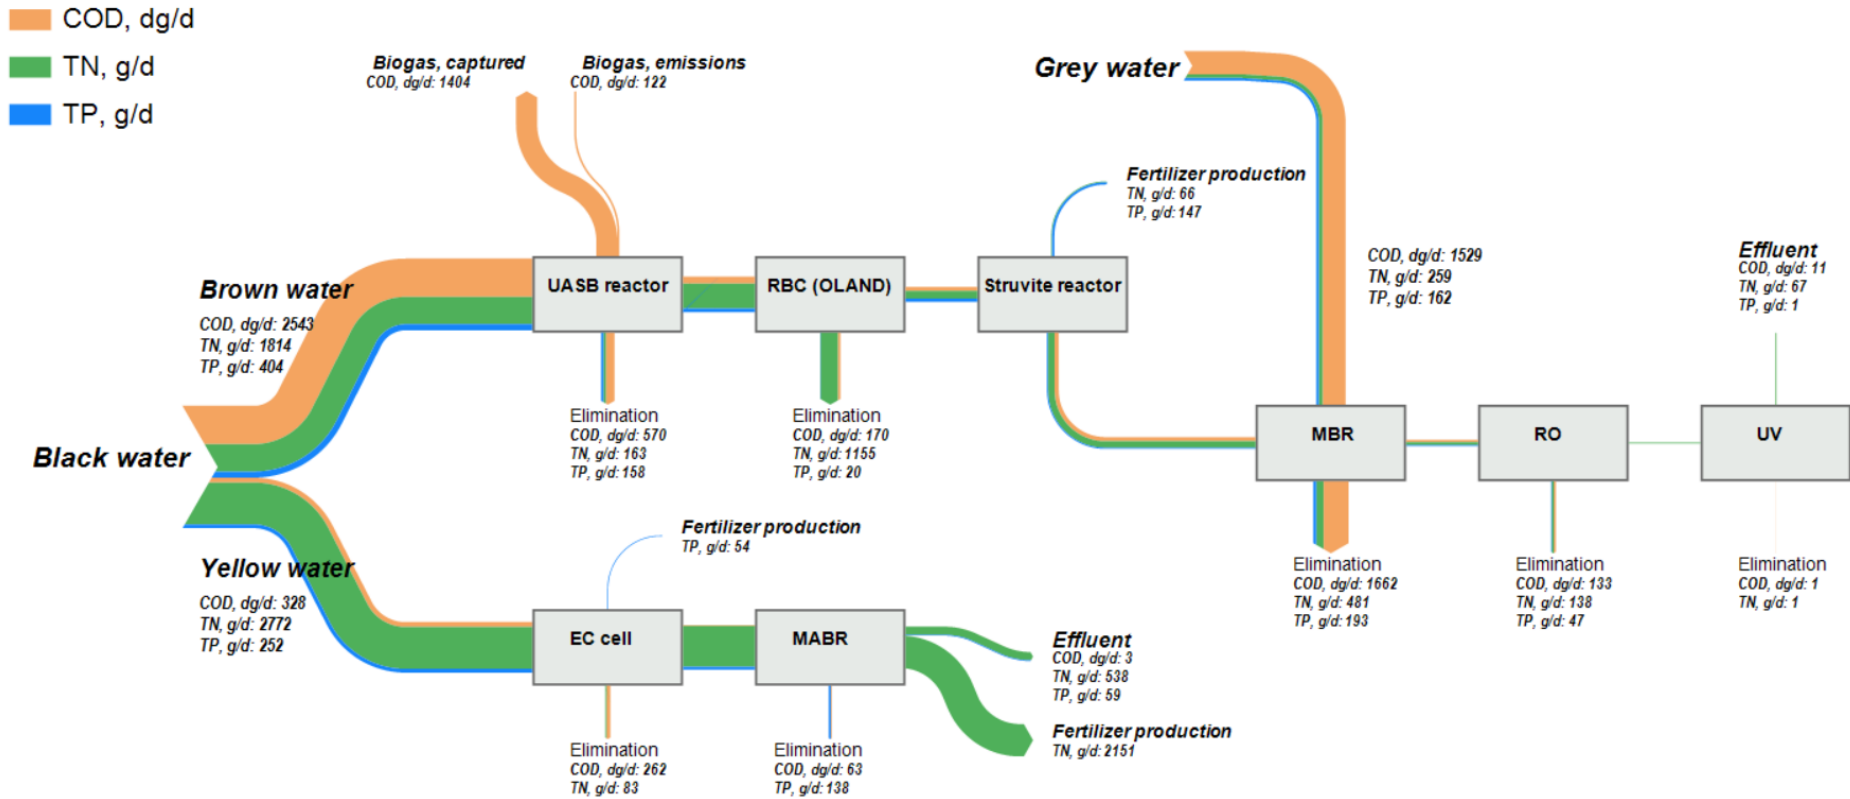 COD, dg/d
TN, g/d
TP, g/d
Biogas, captured
COD, dg/d: 1404
Biogas, emissions
COD, dg/d: 122
Grey water
Fertilizer production
TN, g/d: 66
TP, g/d: 147
COD, dg/d: 1529
TN, g/d: 259
TP, g/d: 162
Effluent
COD, dg/d: 11
TN, g/d: 67
TP, g/d: 1
Brown water
COD, dg/d: 2543
TN, g/d: 1814
TP, g/d: 404
UASB reactor
RBC (OLAND)
Struvite reactor
Elimination
COD, dg/d: 570
TN, g/d: 163
TP, g/d: 158
Elimination
COD, dg/d: 170
TN, g/d: 1155
TP, g/d: 20
MBR
RO
UV
Black water
Fertilizer production
TP, g/d: 54
Yellow water
COD, dg/d: 328
TN, g/d: 2772
TP, g/d: 252
Elimination
COD, dg/d: 1662
TN, g/d: 481
TP, g/d: 193
Elimination
COD, dg/d: 133
TN, g/d: 138
TP, g/d: 47
Elimination
COD, dg/d: 1
TN, g/d: 1
EC cell
MABR
Effluent
COD, dg/d: 3
TN, g/d: 538
TP, g/d: 59
Fertilizer production
TN, g/d: 2151
Elimination
COD, dg/d: 262
TN, g/d: 83
Elimination
COD, dg/d: 63
TP, g/d: 138